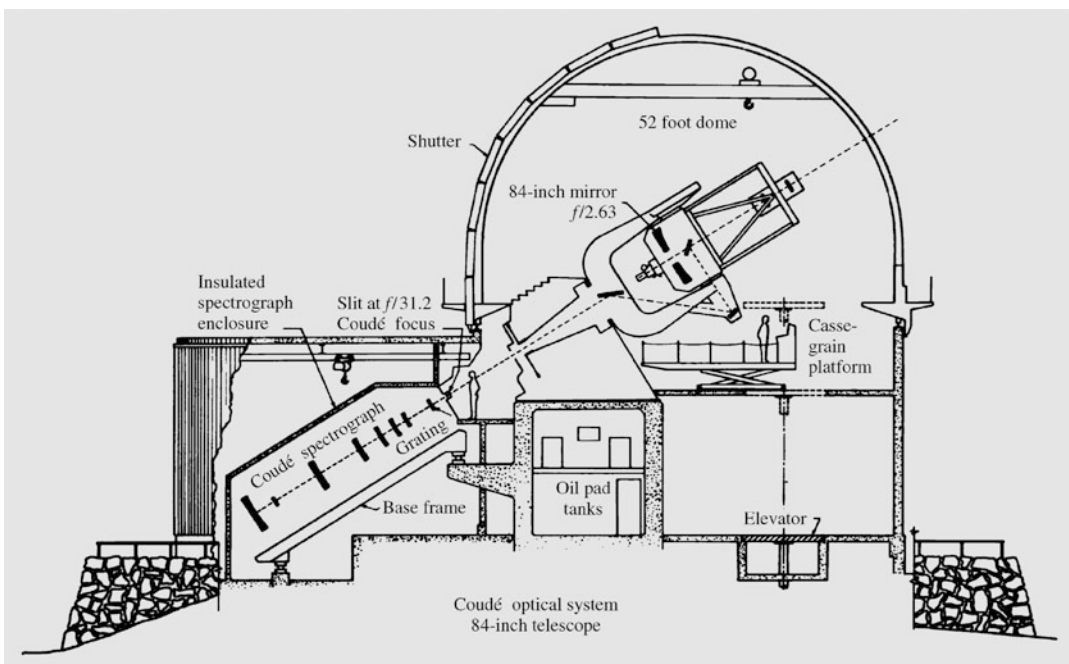 52 foot dome
Shutter
84-inch mirror
f/2.63
Insulated
spectrograph
enclosure
Slit at f/31.2
Coudé focus
Casse-
grain
platform
Coudé spectrograph
Grating
Base frame
Oil pad
tanks
Elevator
Coudé optical system
84-inch telescope